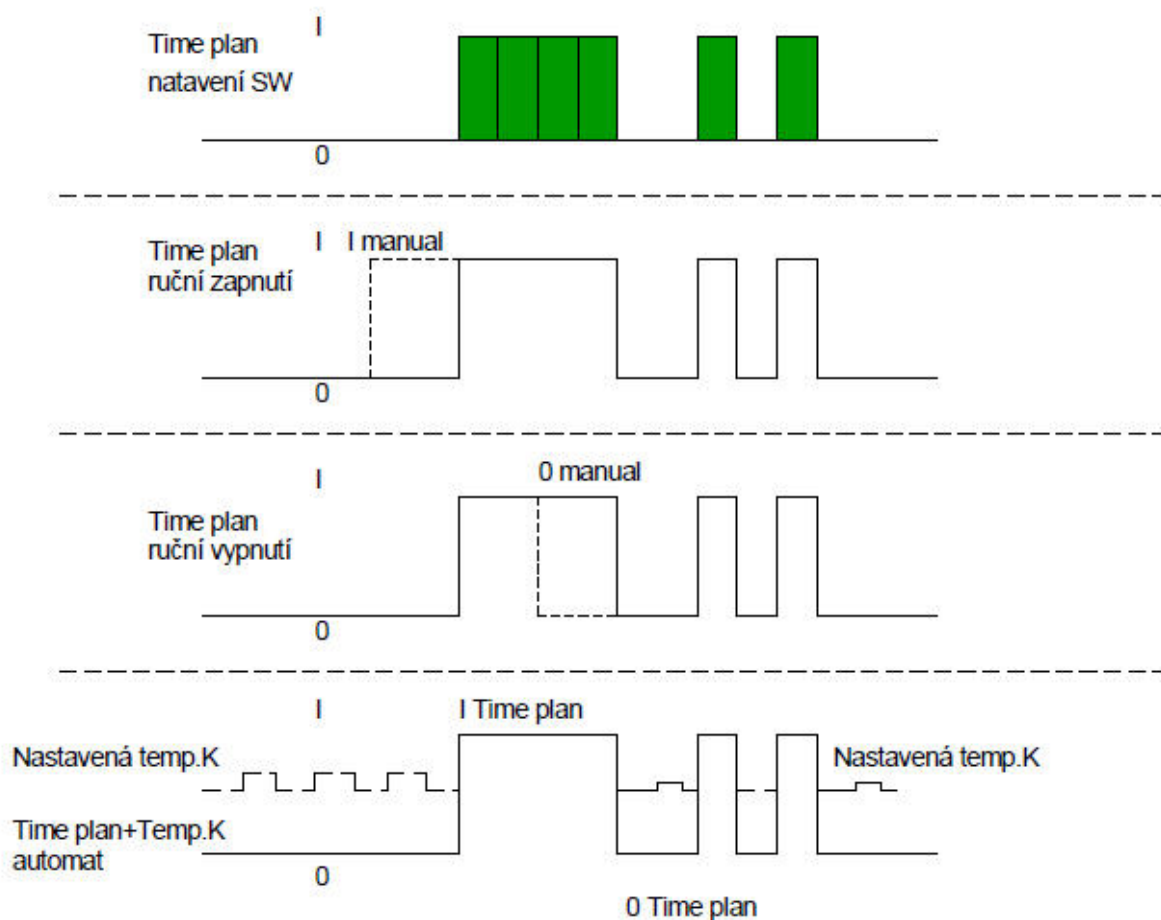 I
Time plan
natavení SW
0
I I manual
Time plan
ruční zapnutí
0
0 manual
I
Time plan
ruční vypnutí
0
I I Time plan
Nastavená temp.K Nastavená temp.K
Time plan+Temp.K
automat
0
0 Time plan